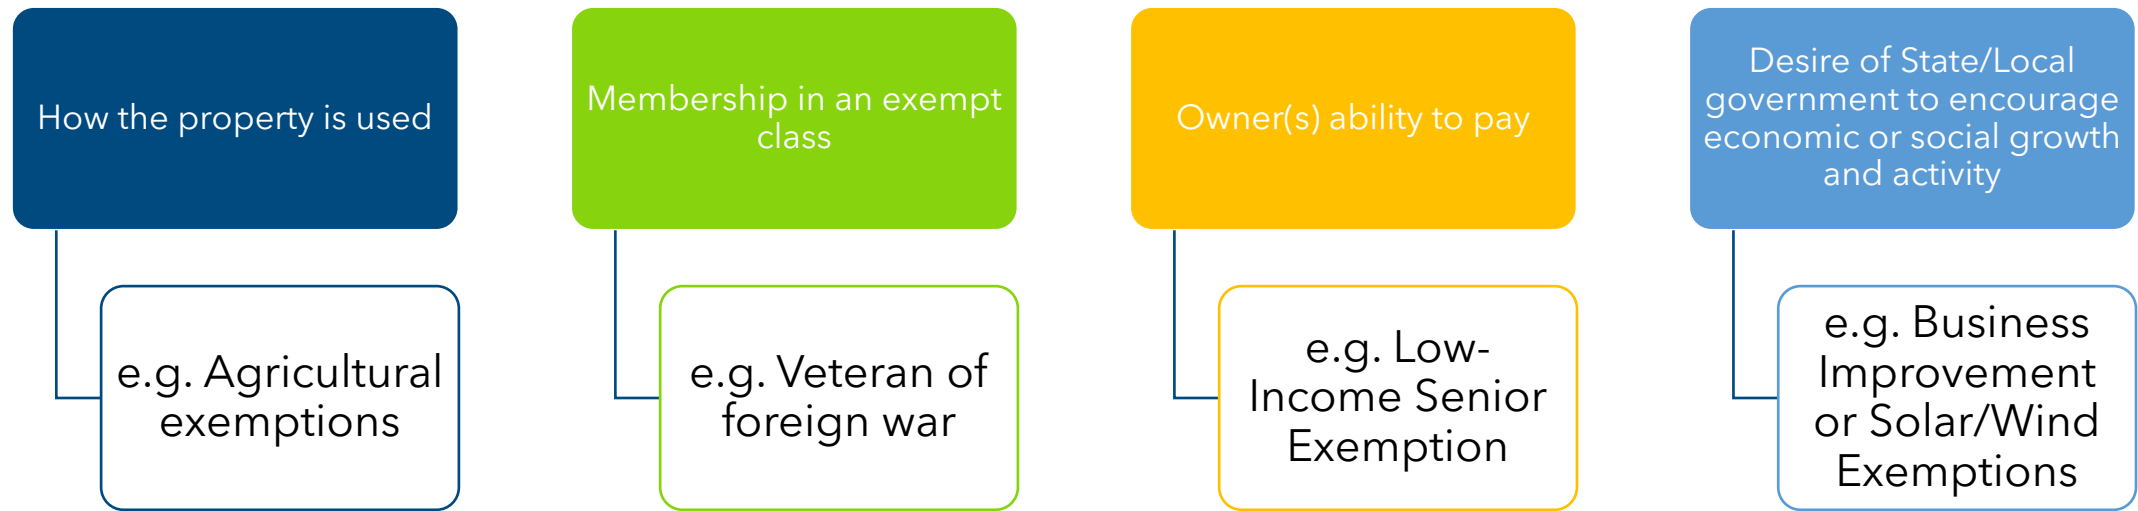 How the property is used
Membership in an exempt
class
Owner(s) ability to pay
Desire of State/Local
government to encourage
economic or social growth
and activity
e.g. Agricultural
exemptions
e.g. Veteran of
foreign war
e.g. Low-
Income Senior
Exemption
e.g. Business
Improvement
or Solar/Wind
Exemptions